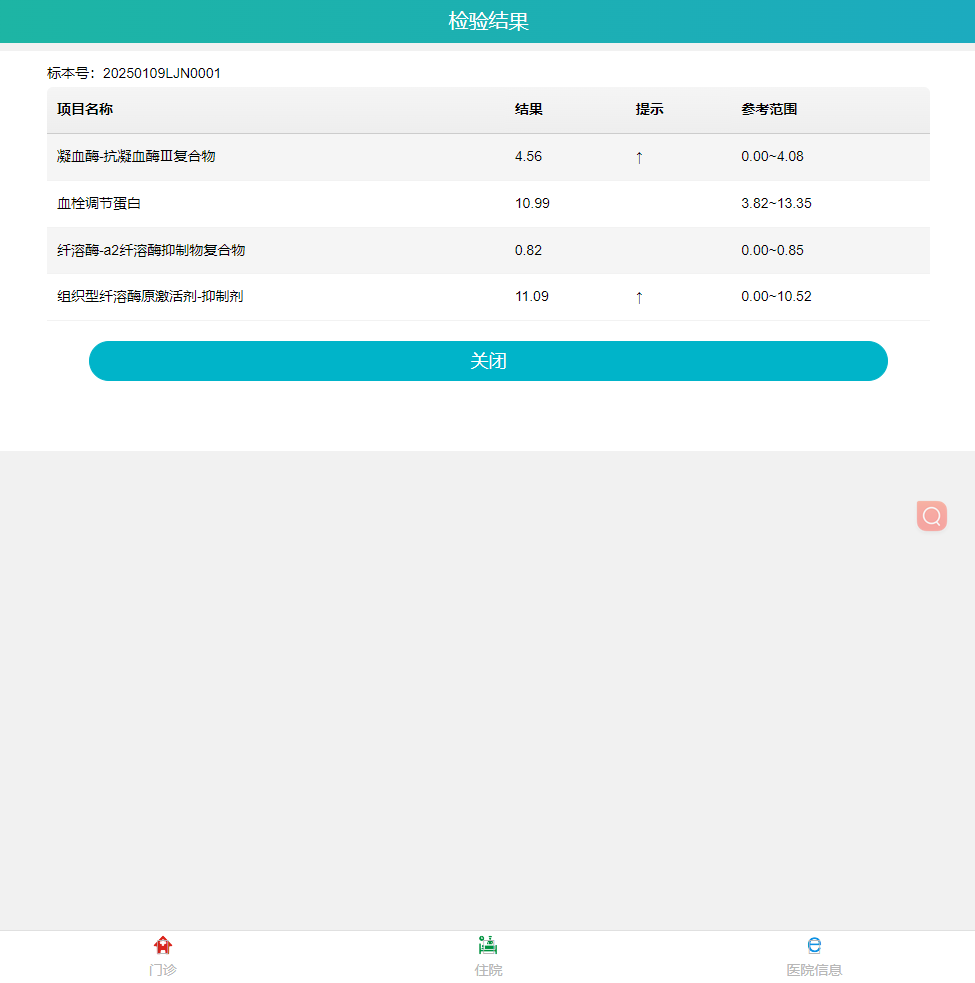 检验结果
标本号：20250109LJN0001
项目名称 结果 提示 参考范围
凝血酶-抗凝血酶Ⅲ复合物 4.56 ↑ 0.00~4.08
血栓调节蛋白 10.99 3.82~13.35
纤溶酶-a2纤溶酶抑制物复合物 0.82 0.00~0.85
组织型纤溶酶原激活剂-抑制剂 11.09 ↑ 0.00~10.52
关闭
门诊 住院 医院信息